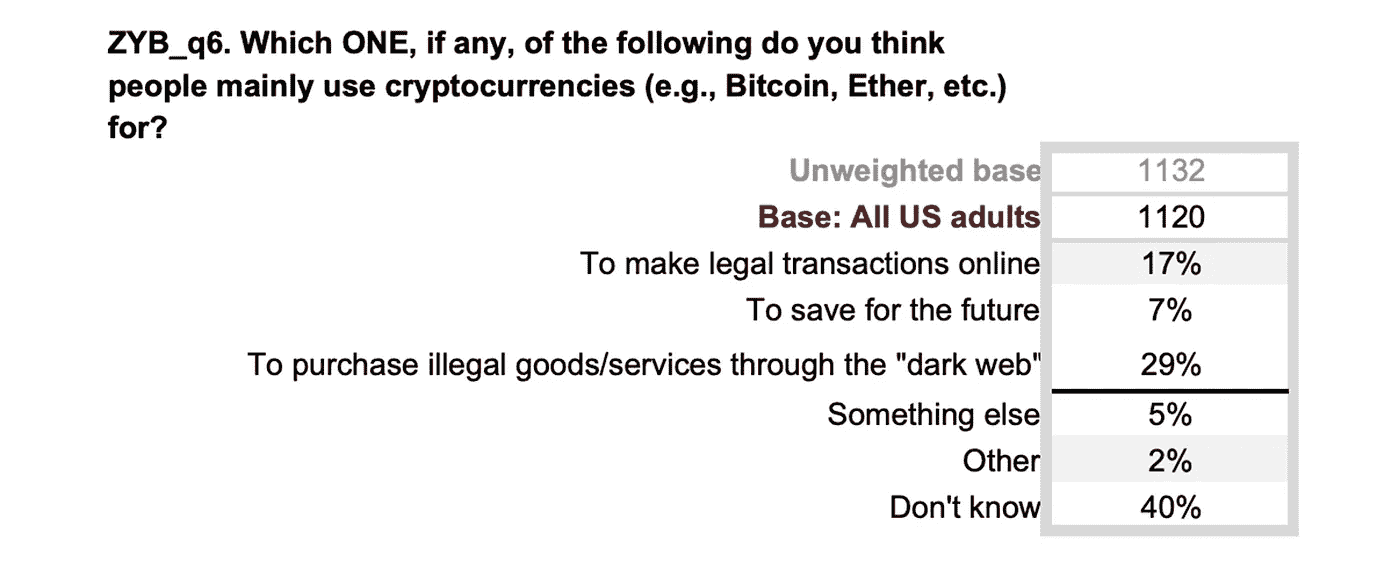 ZYB_q6. Which ONE, if any, of the following do you think
people mainly use cryptocurrencies (e.g., Bitcoin, Ether, etc.)
for?
Unweighted base 1132
Base: All US adults 1120
To make legal transactions online 17%
To save for the future 7%
To purchase illegal goods/services through the "dark web" 29%
Something else 5%
Other 2%
Don't know 40%